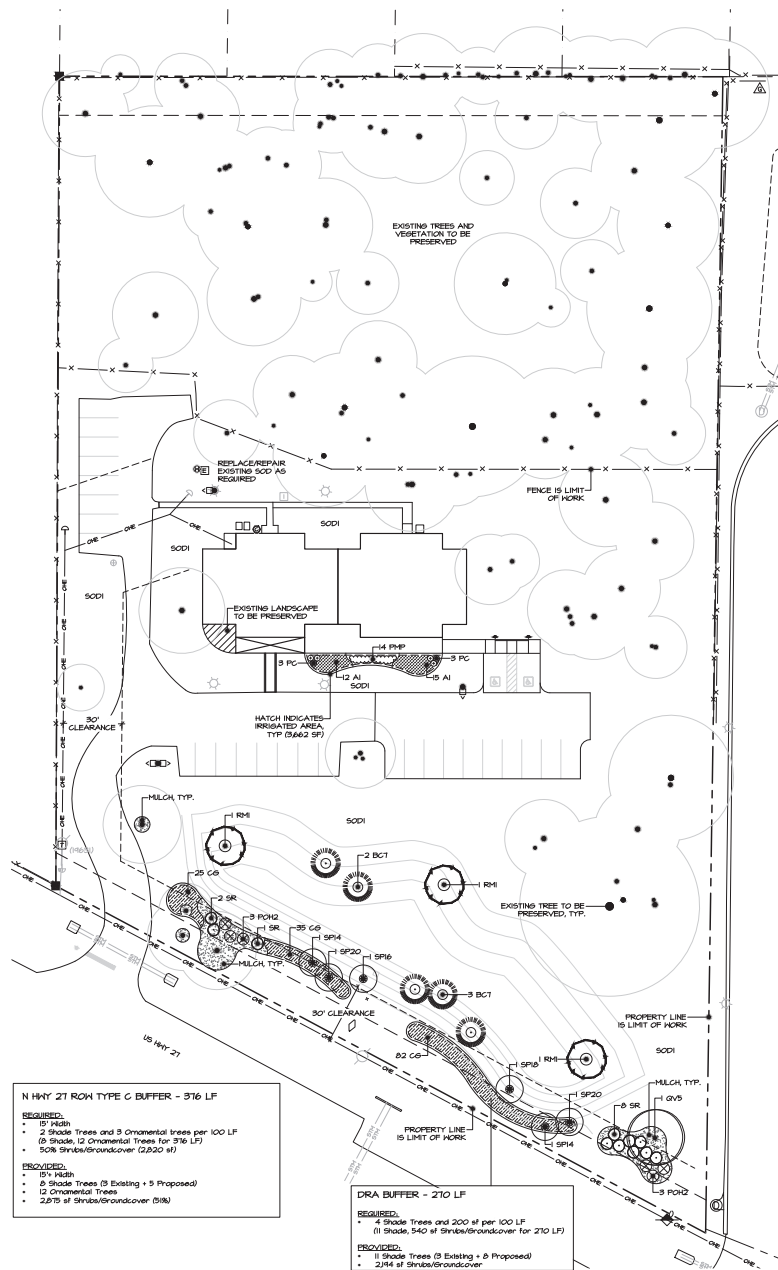 G
EXISTING TREES AND
VEGETATION TO BE
PRESERVED
REPLACE/REPAIR
EXISTING SOD AS
REQUIRED
FENCE IS LIMIT
OF WORK
OHE
OHE
SOD1
SOD1
SOD1
OHE
EXISTING LANDSCAPE
TO BE PRESERVED
14 PMP
3 PC
3 PC
12 AI
15 AI
SOD1
HATCH INDICATES
IRRIGATED AREA,
TYP (3,662 SF)
30'
CLEARANCE
OHE
OHE
MULCH, TYP.
SOD1
1 RM1
2 BC7
1 RM1
25 CG
2 SR
3 POH2
1 SR
35 CG
1 SP14
1 SP20
1 SP16
MULCH, TYP.
3 BC7
EXISTING TREE TO BE
PRESERVED, TYP.
30' CLEARANCE
PROPERTY LINE
IS LIMIT OF WORK
US HWY 27
82 CG
1 SP18
1 RM1
SOD1
1 SP20
MULCH, TYP.
1 QV5
8 SR
1 SP14
3 POH2
PROPERTY LINE
IS LIMIT OF WORK
OHE
OHE
N HWY 27 ROW TYPE C BUFFER - 376 LF
REQUIRED:
• 15' Width
• 2 Shade Trees and 3 Ornamental trees per 100 LF
(8 Shade, 12 Ornamental Trees for 376 LF)
• 50% Shrubs/Groundcover (2,820 sf)
PROVIDED:
• 15'+ Width
• 8 Shade Trees (3 Existing + 5 Proposed)
• 12 Ornamental Trees
• 2,875 sf Shrubs/Groundcover (51%)
DRA BUFFER - 270 LF
REQUIRED:
• 4 Shade Trees and 200 sf per 100 LF
(11 Shade, 540 sf Shrubs/Groundcover for 270 LF)
PROVIDED:
• 11 Shade Trees (3 Existing + 8 Proposed)
• 2,194 sf Shrubs/Groundcover